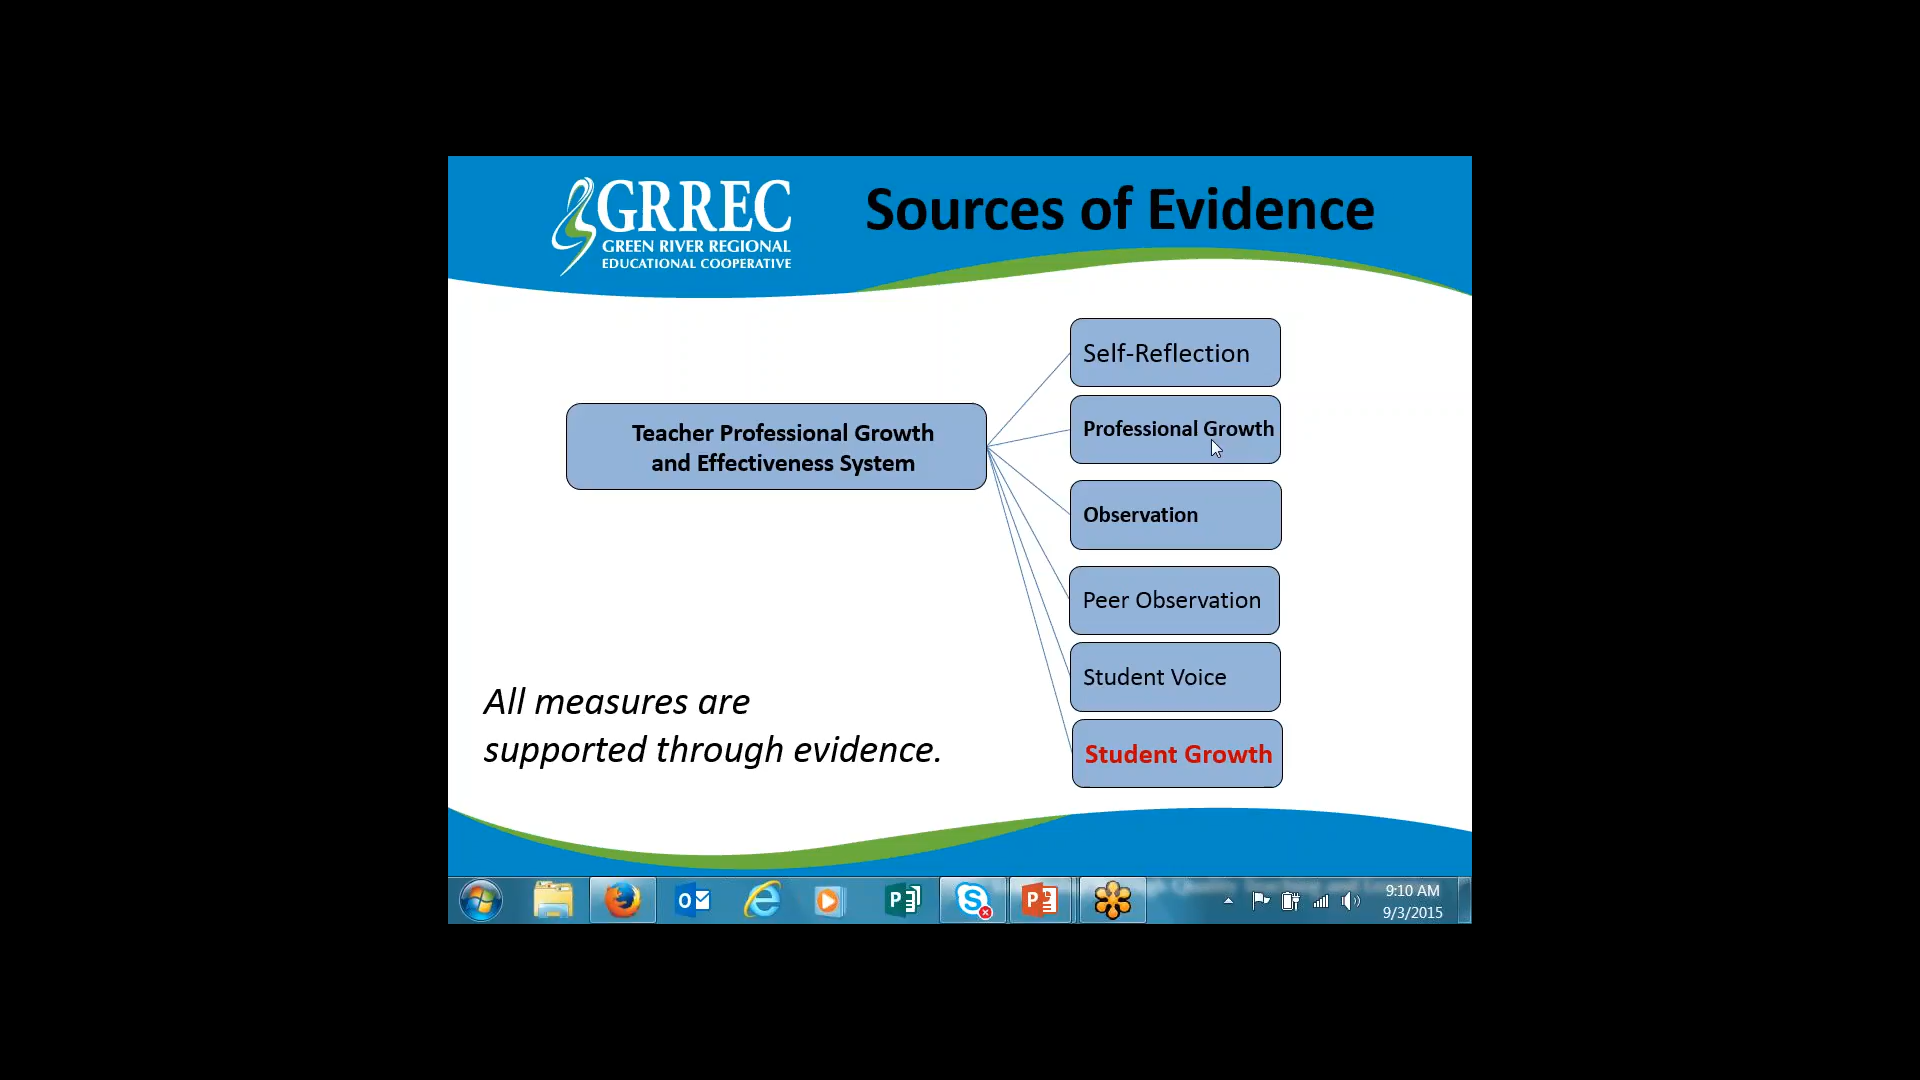 GRREC
GREEN RIVER REGIONAL
EDUCATIONAL COOPERATIVE
Sources of Evidence
Teacher Professional Growth
and Effectiveness System
Self-Reflection
Professional Growth
Observation
Peer Observation
Student Voice
Student Growth
All measures are
supported through evidence.
9:10 AM
9/3/2015